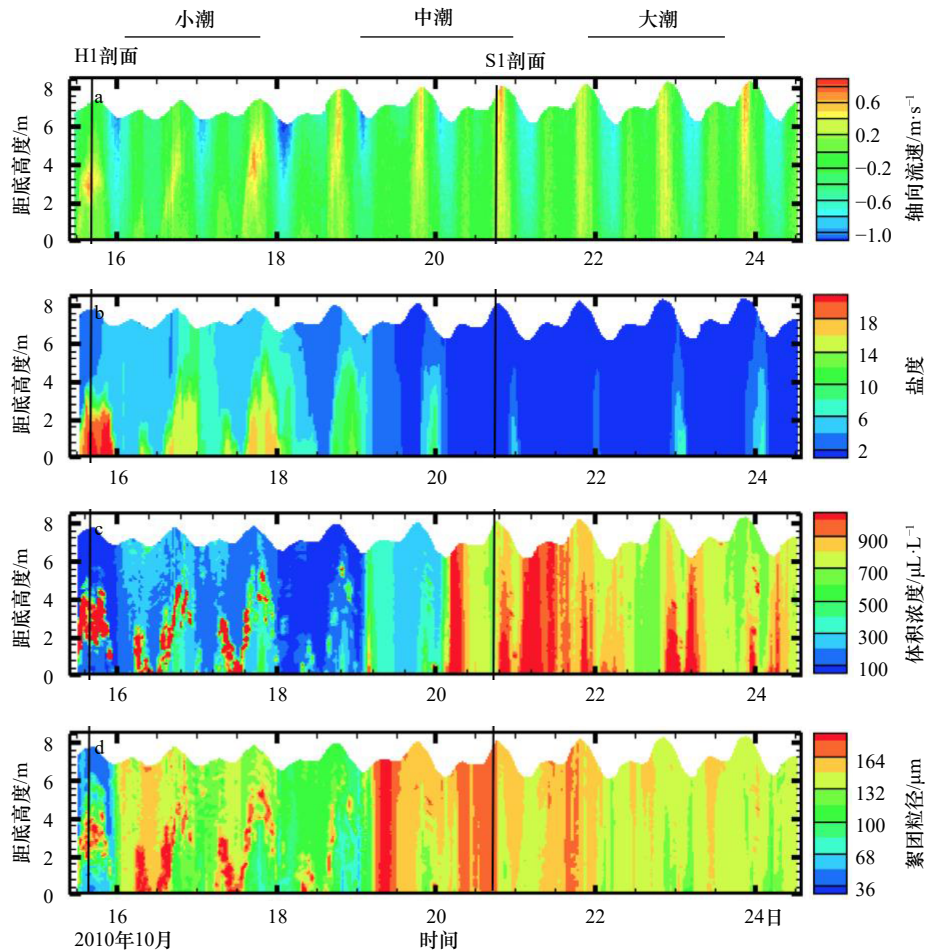 小潮 中潮 大潮
H1剖面 S1剖面
a
距底高度/m
8
6
4
2
0
16 18 20 22 24
0.6
0.2
−0.2
−0.6
−1.0
轴向流速/m·s⁻¹
b
距底高度/m
8
6
4
2
0
16 18 20 22 24
18
14
10
6
2
盐度
c
距底高度/m
8
6
4
2
0
16 18 20 22 24
900
700
500
300
100
体积浓度/μL·L⁻¹
d
距底高度/m
8
6
4
2
0
16 18 20 22 24日
164
132
100
68
36
絮团粒径/μm
2010年10月 时间